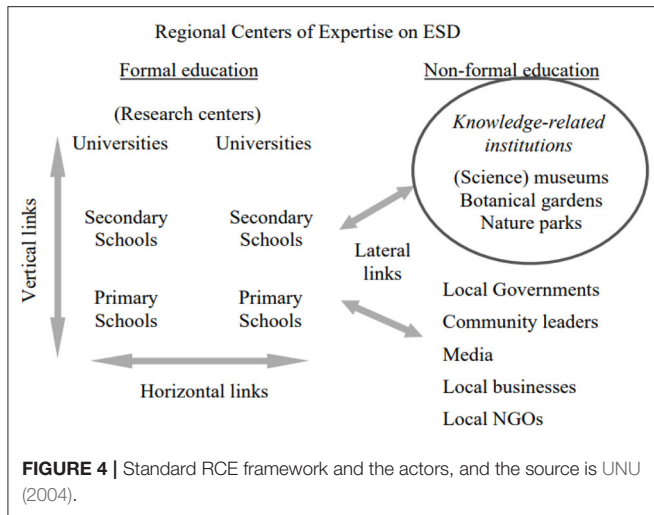 Regional Centers of Expertise on ESD
Formal education
Non-formal education
(Research centers)
Universities
Universities
Secondary
Schools
Secondary
Schools
Primary
Schools
Primary
Schools
Vertical links
Horizontal links
Lateral
links
Knowledge-related
institutions
(Science) museums
Botanical gardens
Nature parks
Local Governments
Community leaders
Media
Local businesses
Local NGOs
FIGURE 4 | Standard RCE framework and the actors, and the source is UNU
(2004).